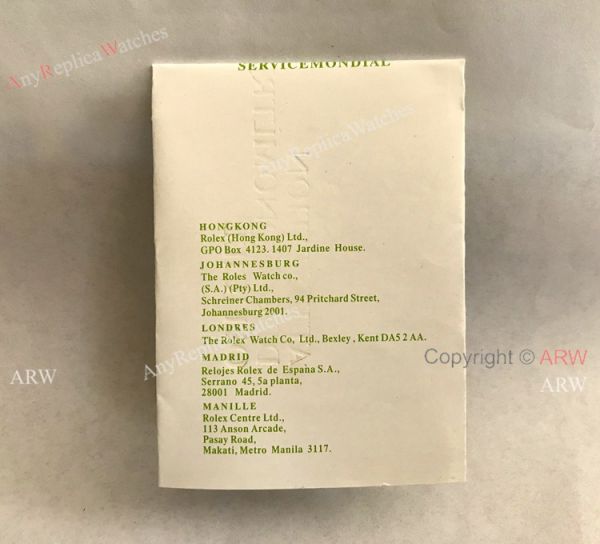 SERVICEMONDIAL
AnyReplicaWatches
AnyReplicaWatches
HONGKONG
Rolex (Hong Kong) Ltd.,
GPO Box 4123. 1407 Jardine House.
JOHANNESBURG
The Roles Watch co.,
(S.A.) (Pty) Ltd.,
Schreiner Chambers, 94 Pritchard Street,
Johannesburg 2001.
LONDRES
The Rolex Watch Co, Ltd., Bexley, Kent DA5 2 AA.
MADRID
Relojes Rolex de España S.A.,
Serrano 45, 5a planta,
28001 Madrid.
MANILLE
Rolex Centre Ltd.,
113 Anson Arcade,
Pasay Road,
Makati, Metro Manila 3117.
AnyReplicaWatches
Copyright © ARW
ARW
ARW